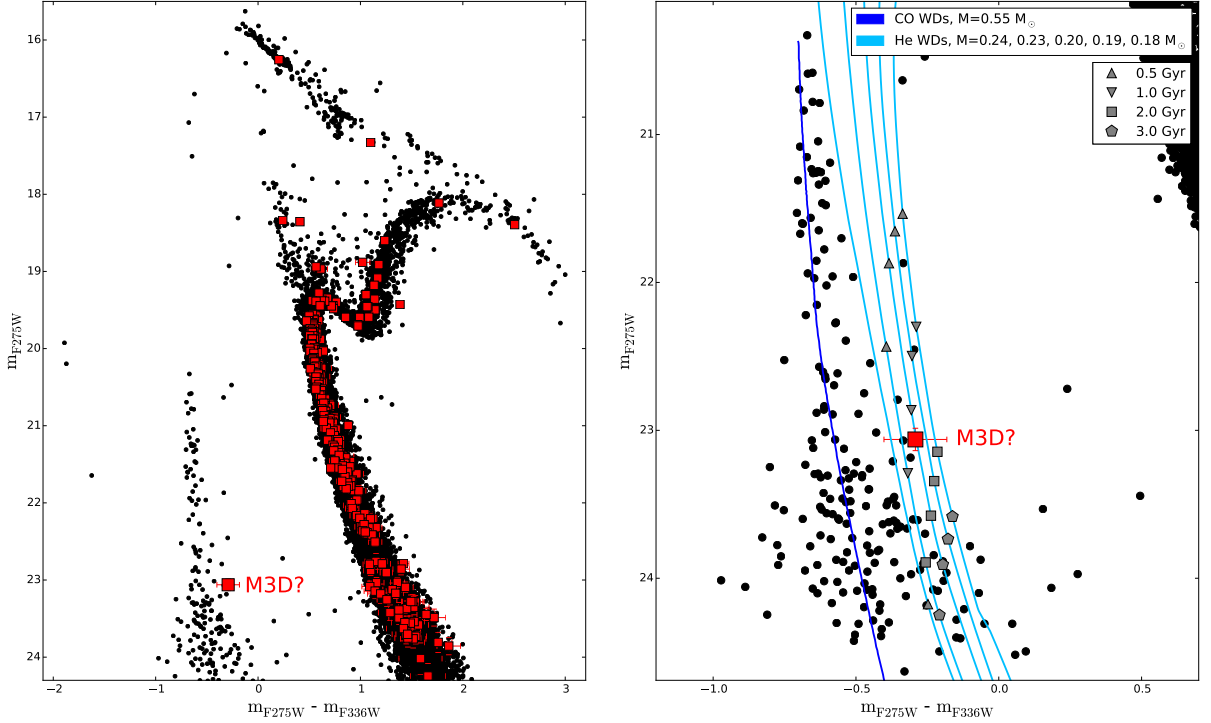 16
17
18
19
20
21
22
23
24
m_F275W
M3D?
−2
−1
0
1
2
3
m_F275W - m_F336W
CO WDs, M=0.55 M☉
He WDs, M=0.24, 0.23, 0.20, 0.19, 0.18 M☉
0.5 Gyr
1.0 Gyr
2.0 Gyr
3.0 Gyr
21
22
23
24
m_F275W
M3D?
−1.0
−0.5
0.0
0.5
m_F275W - m_F336W